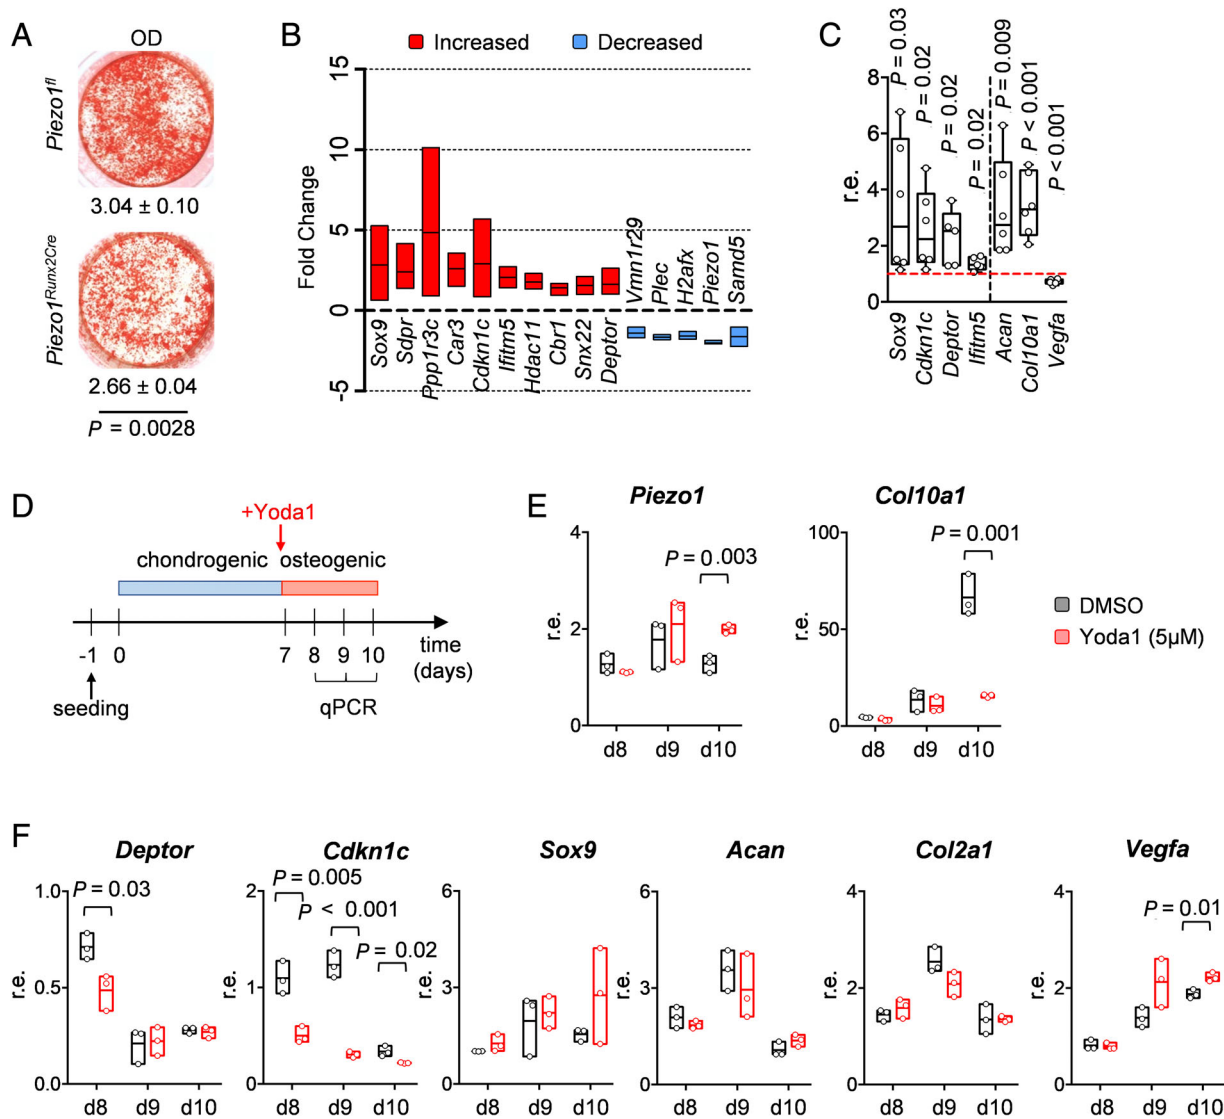 A
OD
Piezo1fl
3.04 ± 0.10
Piezo1Runx2Cre
2.66 ± 0.04
P = 0.0028
B
Increased
Decreased
Fold Change
15
10
5
0
-5
Sox9
Sdpr
Ppp1r3c
Car3
Cdkn1c
Ifitm5
Hdac11
Cbr1
Snx22
Deptor
Vmn1r29
Plec
H2afx
Piezo1
Samd5
C
r.e.
8
6
4
2
0
P = 0.03
P = 0.02
P = 0.02
P = 0.02
P = 0.009
P < 0.001
P < 0.001
Sox9
Cdkn1c
Deptor
Ifitm5
Acan
Col10a1
Vegfa
D
+Yoda1
chondrogenic osteogenic
-1 0 7 8 9 10
time
(days)
seeding
qPCR
E
Piezo1
r.e.
4
2
0
P = 0.003
d8 d9 d10
Col10a1
r.e.
100
50
0
P = 0.001
d8 d9 d10
DMSO
Yoda1 (5μM)
F
Deptor
r.e.
1.0
0.5
0.0
P = 0.03
d8 d9 d10
Cdkn1c
r.e.
2
1
0
P = 0.005
P < 0.001
P = 0.02
d8 d9 d10
Sox9
r.e.
6
4
2
0
d8 d9 d10
Acan
r.e.
6
4
2
0
d8 d9 d10
Col2a1
r.e.
4
2
0
d8 d9 d10
Vegfa
r.e.
4
2
0
P = 0.01
d8 d9 d10